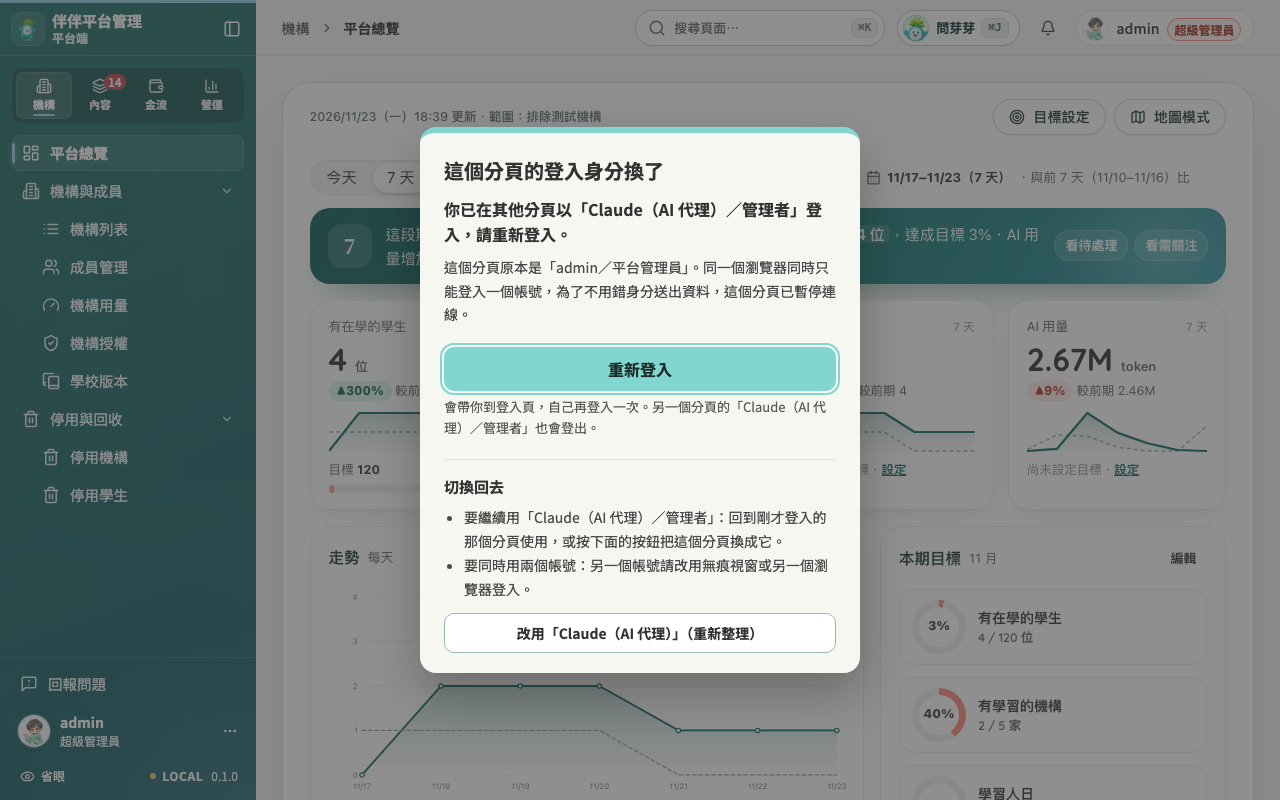 伴伴平台管理
平台端
機構
內容
14
金流
營運
平台總覽
機構與成員
機構列表
成員管理
機構用量
機構授權
學校版本
停用與回收
停用機構
停用學生
回報問題
admin
超級管理員
省眼
LOCAL 0.1.0
機構 > 平台總覽
搜尋頁面…
⌘K
問芽芽
⌘J
admin
超級管理員
2026/11/23（一）18:39 更新 · 範圍：排除測試機構
目標設定
地圖模式
今天
7 天
11/17–11/23（7 天）
· 與前 7 天（11/10–11/16）比
7
這段
位，達成目標 3% · AI 用
量增
看待處理
看需關注
有在學的學生
4 位
▲300% 較前
目標 120
7 天
較前期 4
設定
AI 用量
7 天
2.67M token
▲9% 較前期 2.46M
尚未設定目標 · 設定
走勢 每天
4
3
2
1
0
11/17
11/18
11/19
11/20
11/21
11/22
11/23
本期目標 11 月
編輯
3%
有在學的學生
4 / 120 位
40%
有學習的機構
2 / 5 家
學習人日
這個分頁的登入身分換了
你已在其他分頁以「Claude（AI 代理）／管理者」登
入，請重新登入。
這個分頁原本是「admin／平台管理員」。同一個瀏覽器同時只
能登入一個帳號，為了不用錯身分送出資料，這個分頁已暫停連
線。
重新登入
會帶你到登入頁，自己再登入一次。另一個分頁的「Claude（AI 代
理）／管理者」也會登出。
切換回去
• 要繼續用「Claude（AI 代理）／管理者」：回到剛才登入的
那個分頁使用，或按下面的按鈕把這個分頁換成它。
• 要同時用兩個帳號：另一個帳號請改用無痕視窗或另一個瀏
覽器登入。
改用「Claude（AI 代理）」（重新整理）